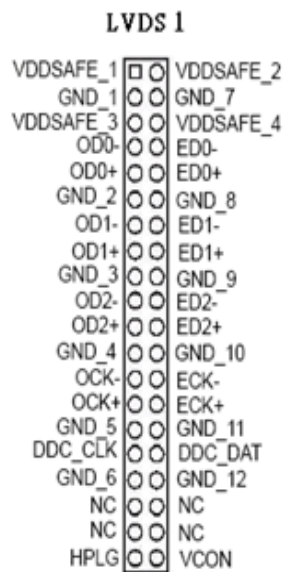 LVDS 1
VDDSAFE_1 VDDSAFE_2
GND_1 GND_7
VDDSAFE_3 VDDSAFE_4
OD0- ED0-
OD0+ ED0+
GND_2 GND_8
OD1- ED1-
OD1+ ED1+
GND_3 GND_9
OD2- ED2-
OD2+ ED2+
GND_4 GND_10
OCK- ECK-
OCK+ ECK+
GND_5 GND_11
DDC_CLK DDC_DAT
GND_6 GND_12
NC NC
NC NC
HPLG VCON